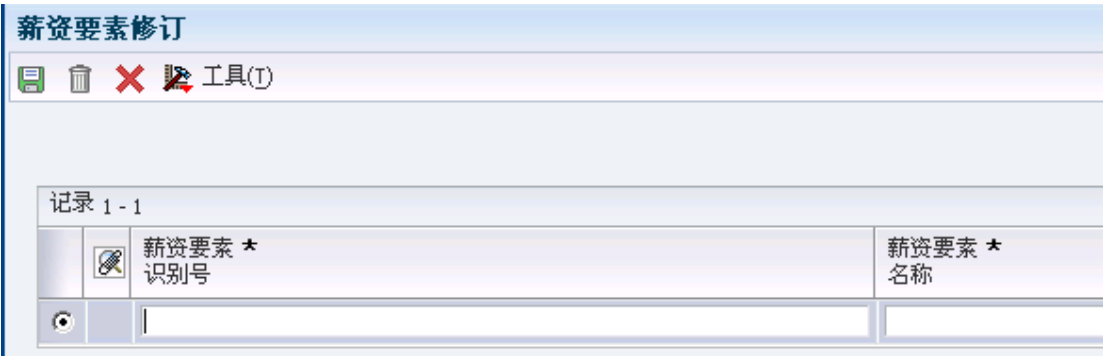 薪资要素修订
工具(T)
记录 1 - 1
薪资要素 *
识别号
薪资要素 *
名称